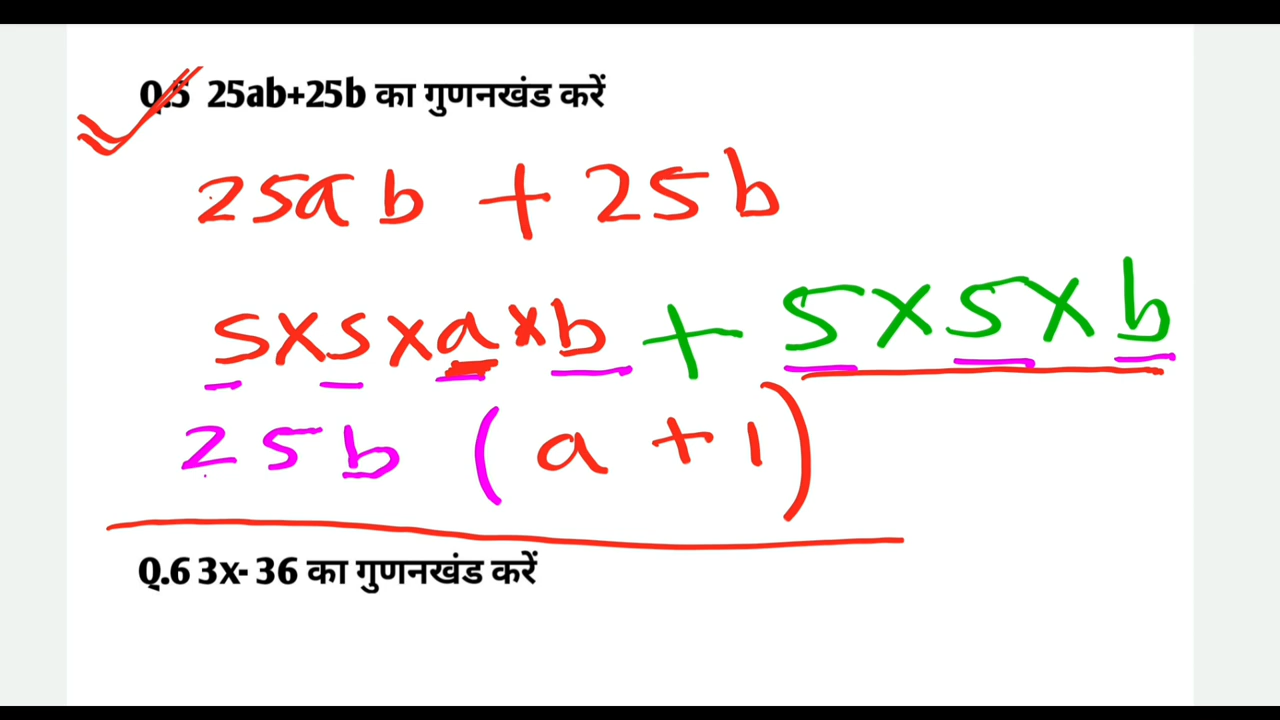 Q.5 25ab+25b का गुणनखंड करें
25ab + 25b
5×5×a×b + 5×5×b
25b (a + 1)
Q.6 3x- 36 का गुणनखंड करें